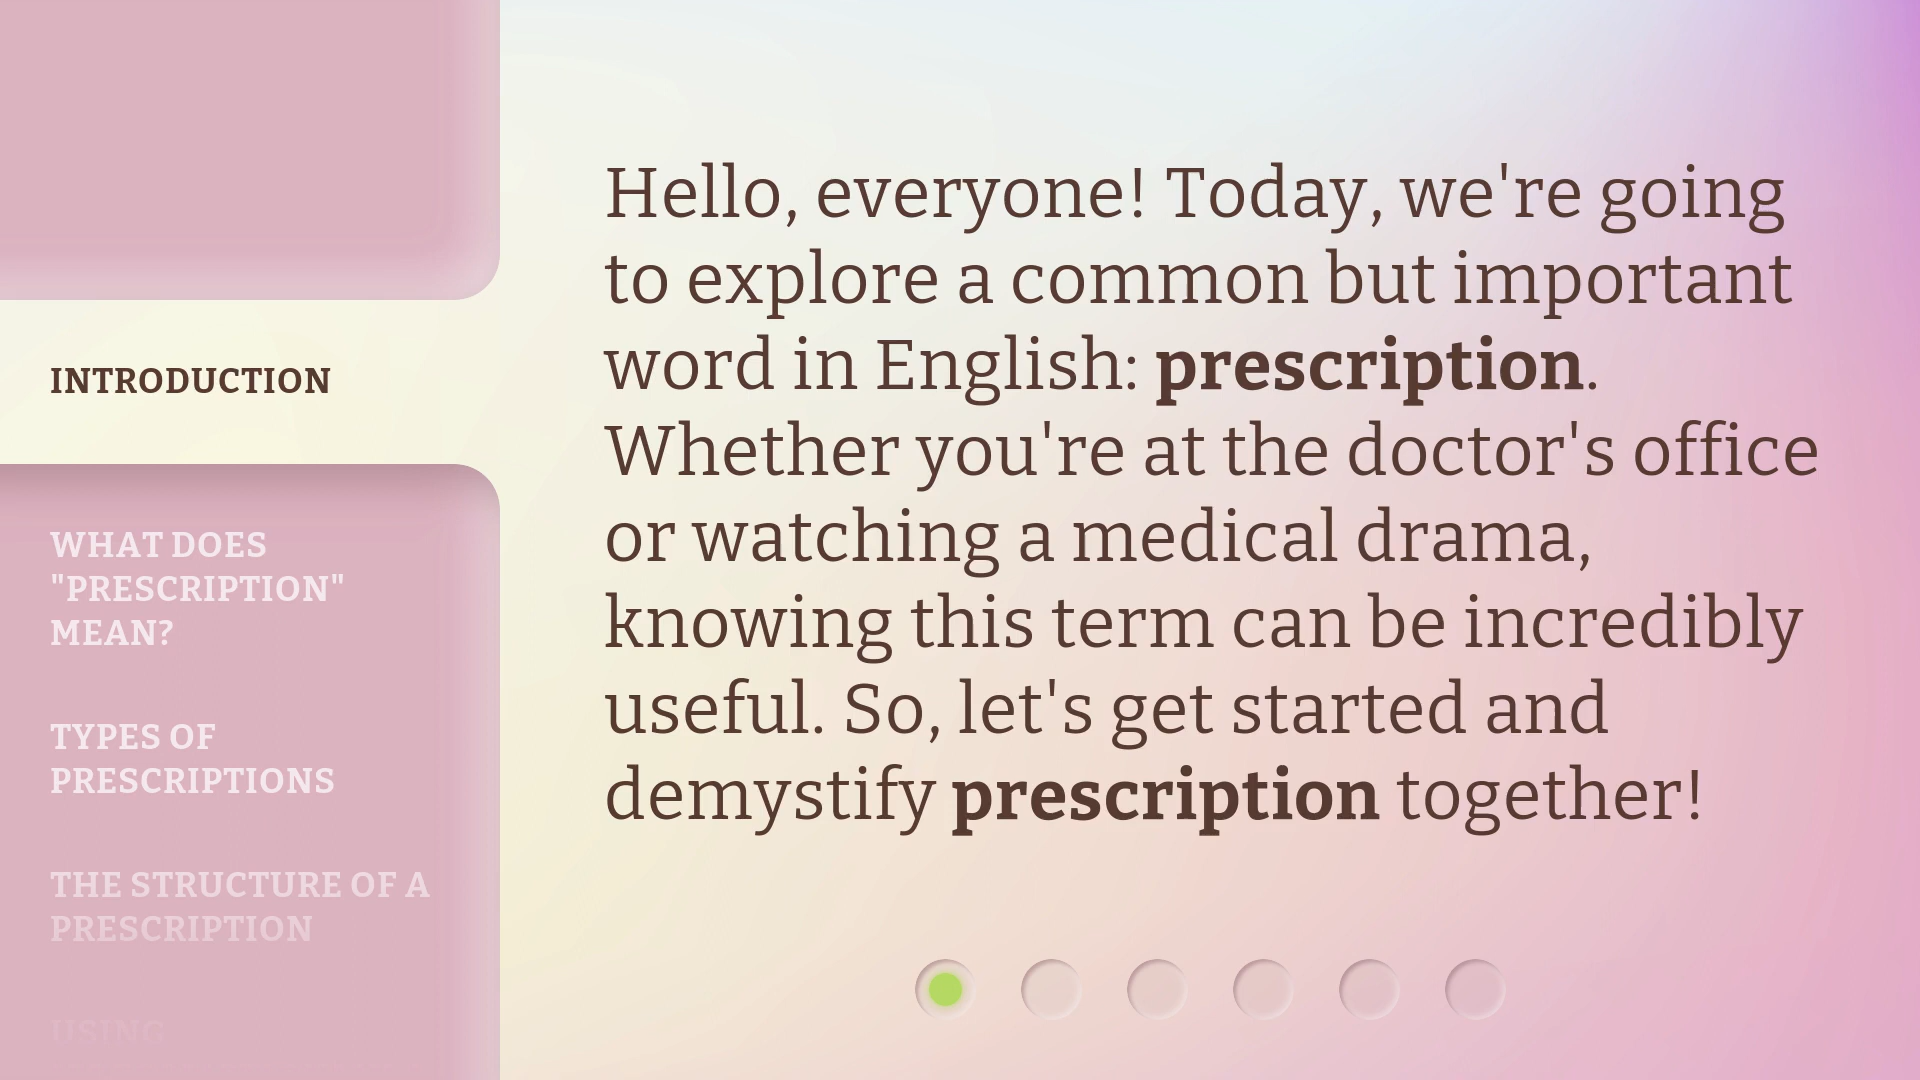 INTRODUCTION
WHAT DOES
"PRESCRIPTION"
MEAN?
TYPES OF
PRESCRIPTIONS
THE STRUCTURE OF A
PRESCRIPTION
USING
Hello, everyone! Today, we're going
to explore a common but important
word in English: prescription.
Whether you're at the doctor's office
or watching a medical drama,
knowing this term can be incredibly
useful. So, let's get started and
demystify prescription together!